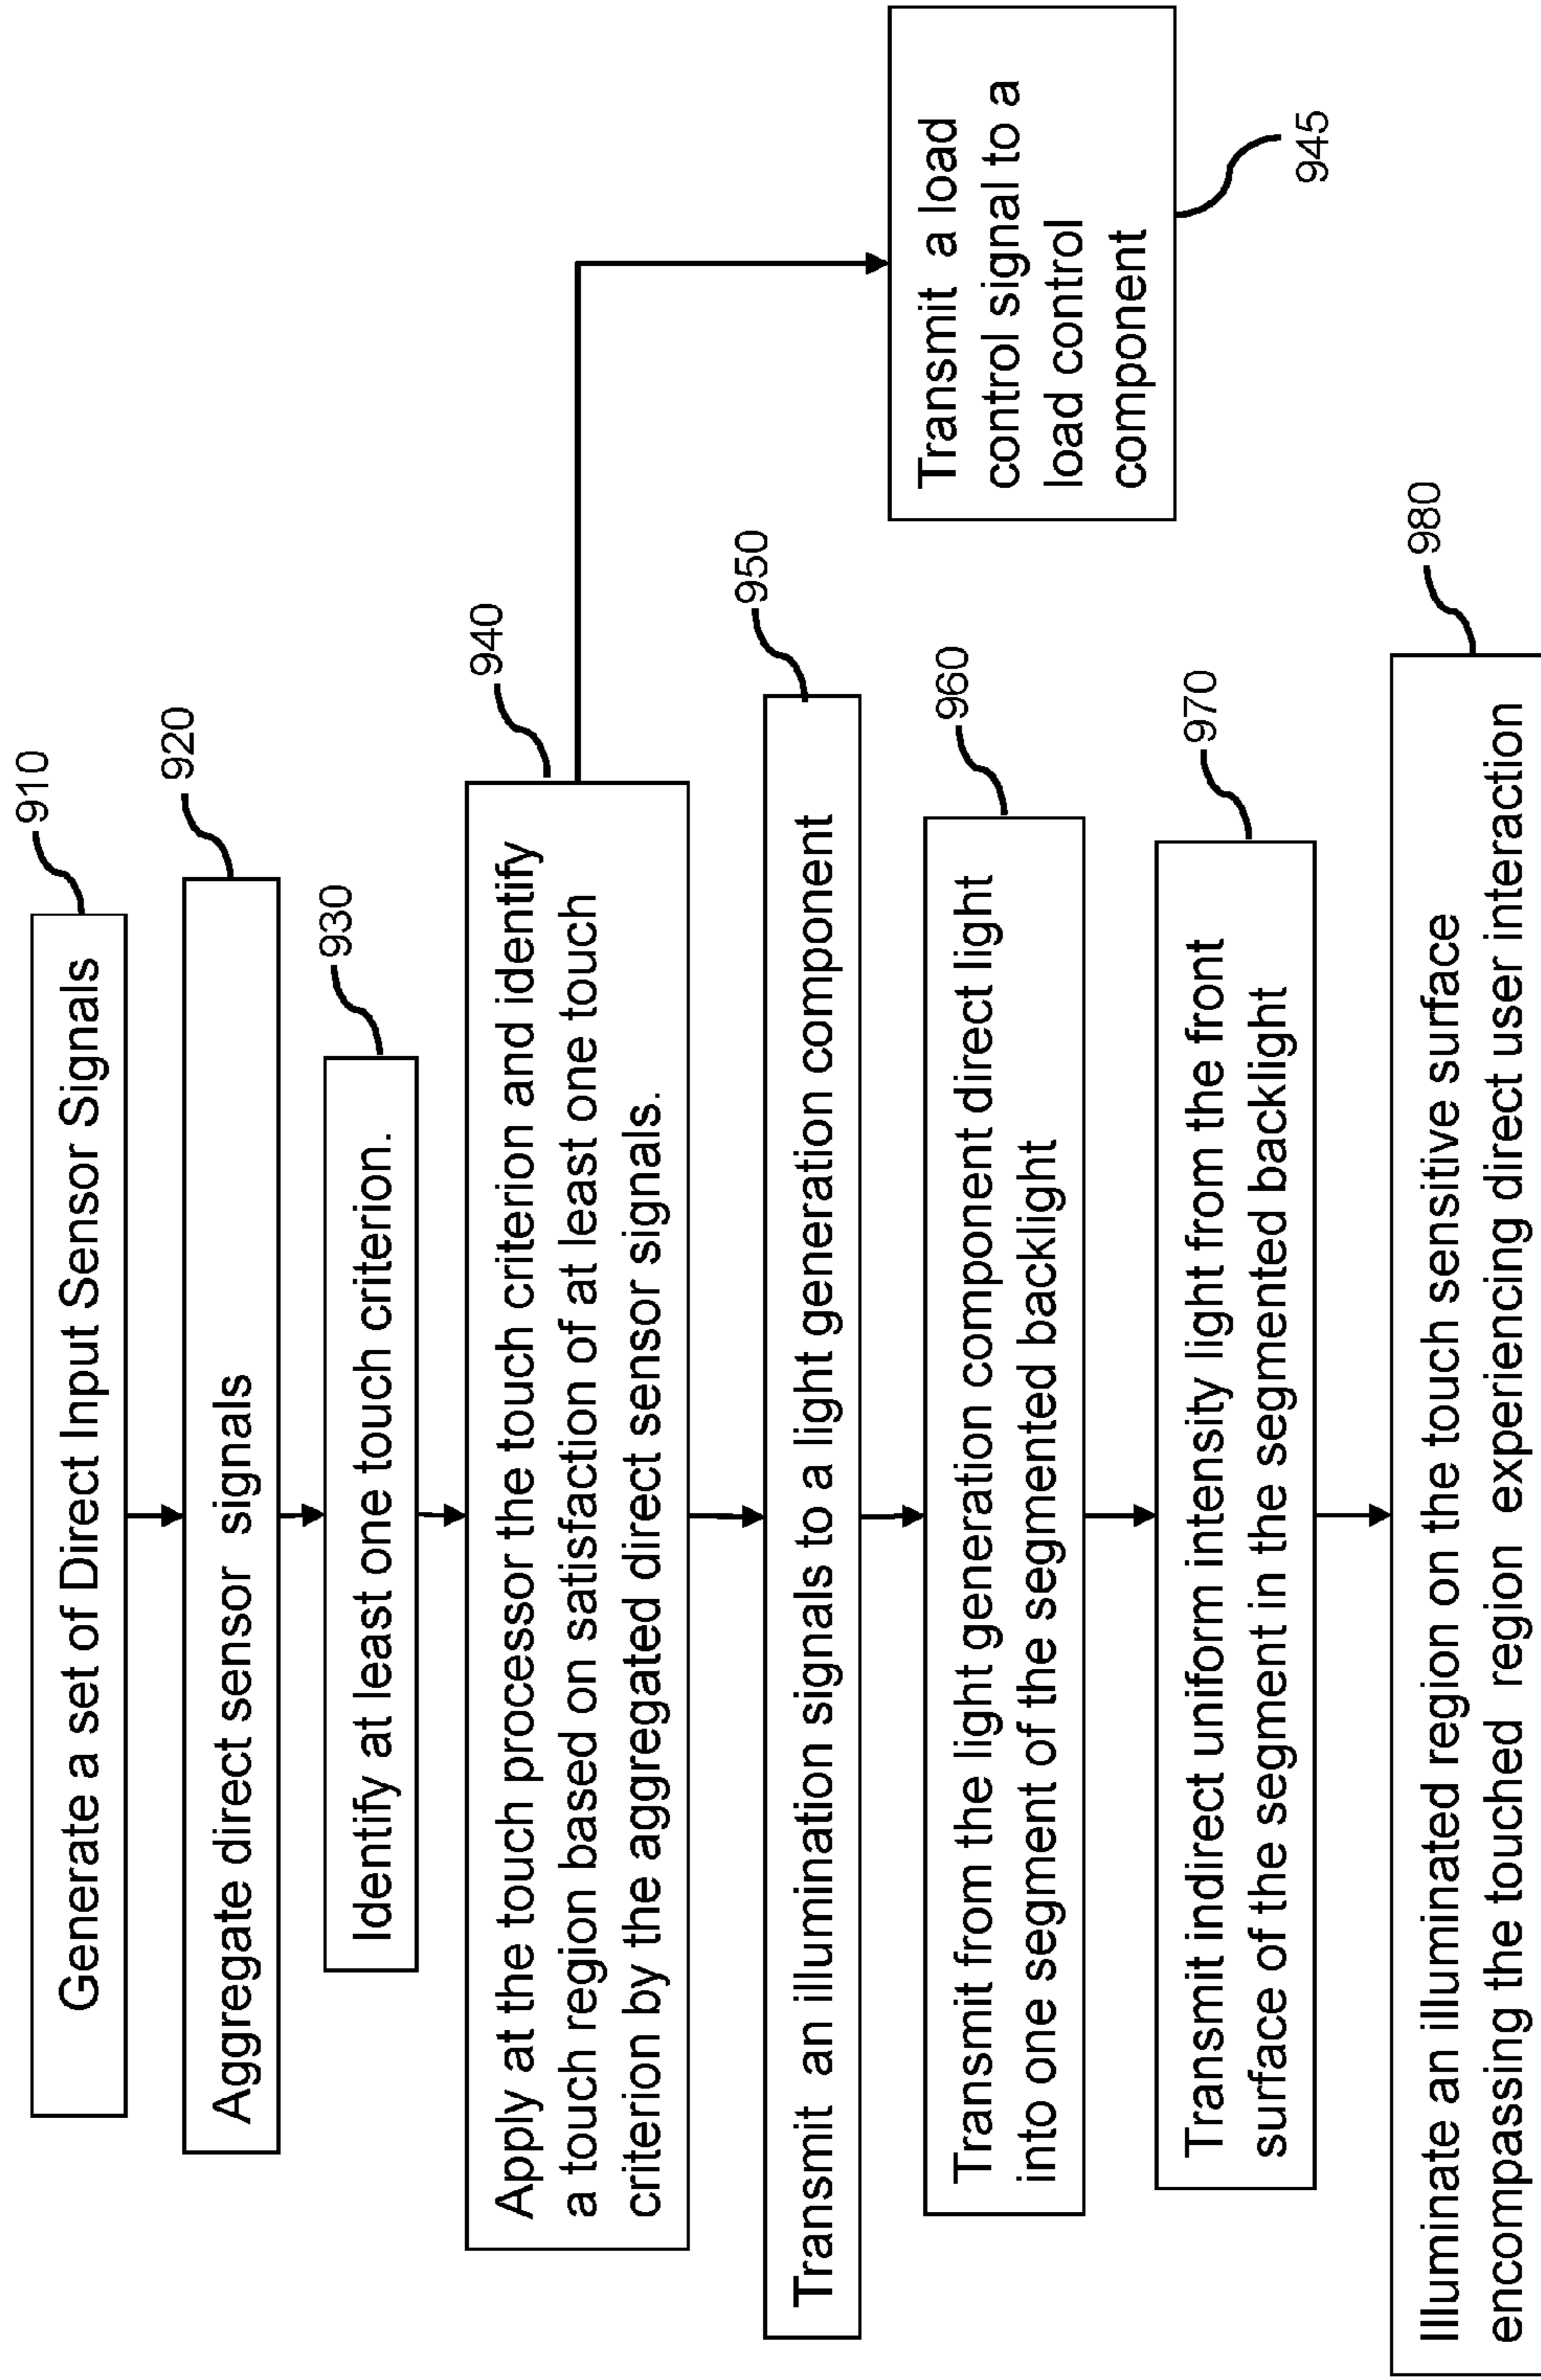 910
Generate a set of Direct Input Sensor Signals
920
Aggregate direct sensor signals
930
Identify at least one touch criterion.
940
Apply at the touch processor the touch criterion and identify
a touch region based on satisfaction of at least one touch
criterion by the aggregated direct sensor signals.
Transmit a load
control signal to a
load control
component
945
950
Transmit an illumination signals to a light generation component
960
Transmit from the light generation component direct light
into one segment of the segmented backlight
970
Transmit indirect uniform intensity light from the front
surface of the segment in the segmented backlight
980
Illuminate an illuminated region on the touch sensitive surface
encompassing the touched region experiencing direct user interaction